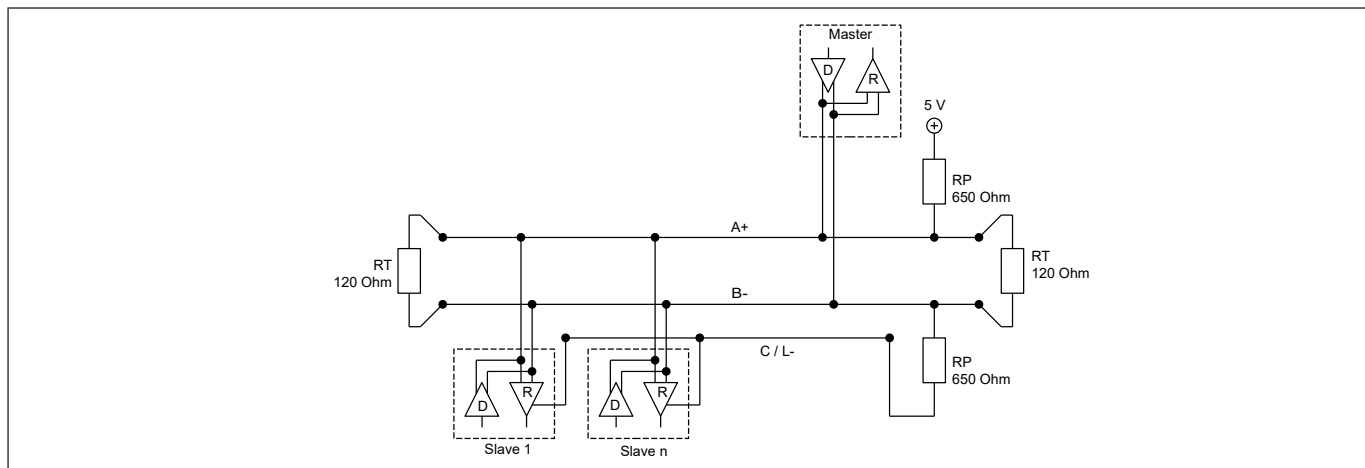 Master
D
R
5 V
RP
650 Ohm
A+
RT
120 Ohm
RT
120 Ohm
B-
C / L-
RP
650 Ohm
D
R
D
R
Slave 1
Slave n